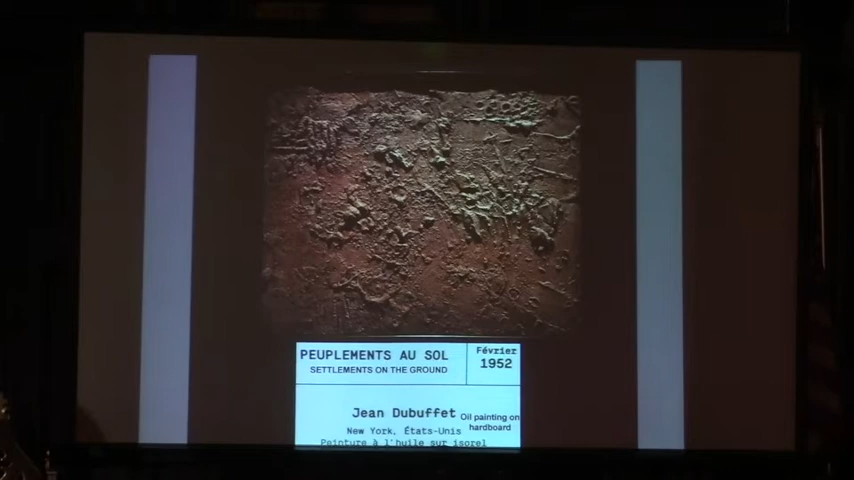 PEUPLEMENTS AU SOL
SETTLEMENTS ON THE GROUND
Février
1952
Jean Dubuffet
Oil painting on
hardboard
New York, États-Unis
Peinture à l'huile sur isorel